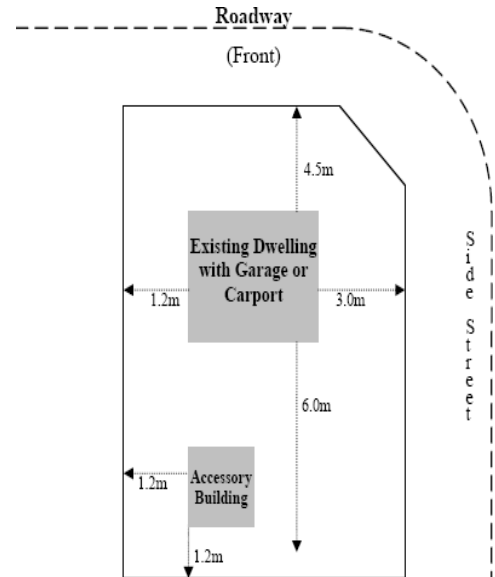 Roadway
(Front)
4.5m
Existing Dwelling
with Garage or
Carport
1.2m
3.0m
Side Street
6.0m
1.2m
Accessory
Building
1.2m